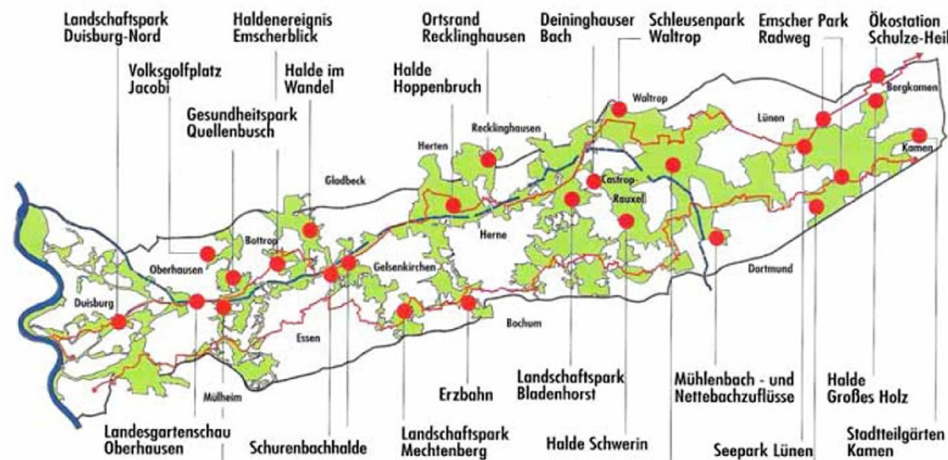 Landschaftspark
Duisburg-Nord
Haldenereignis
Emscherblick
Ortsrand
Recklinghausen
Deininghauser
Bach
Schleusenpark
Waltrop
Emscher Park
Radweg
Ökostation
Schulze-Heil
Volksgolfplatz
Jacobi
Halde im
Wandel
Halde
Hoppenbruch
Gesundheitspark
Quellenbusch
Waltrop
Lünen
Bergkamen
Recklinghausen
Herten
Kamen
Gladbeck
Castrop-
Rauxel
Bottrop
Herne
Oberhausen
Gelsenkirchen
Dortmund
Duisburg
Essen
Bochum
Mülheim
Erzbahn
Landschaftspark
Bladenhorst
Mühlenbach - und
Nettebachzuflüsse
Halde
Großes Holz
Landesgartenschau
Oberhausen
Schurenbachhalde
Landschaftspark
Mechtenberg
Halde Schwerin
Seepark Lünen
Stadtteilgärten
Kamen